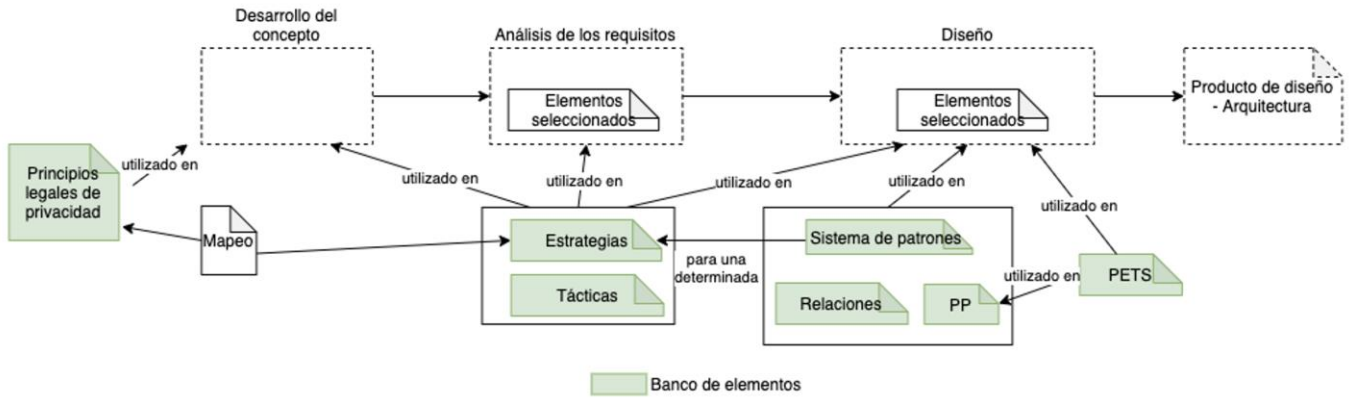 Desarrollo del
concepto
Análisis de los requisitos
Diseño
Elementos
seleccionados
Elementos
seleccionados
Producto de diseño
- Arquitectura
Principios
legales de
privacidad
utilizado en
utilizado en
utilizado en
utilizado en
utilizado en
utilizado en
Mapeo
Estrategias
Tácticas
para una
determinada
Sistema de patrones
Relaciones
PP
utilizado en
PETS
Banco de elementos